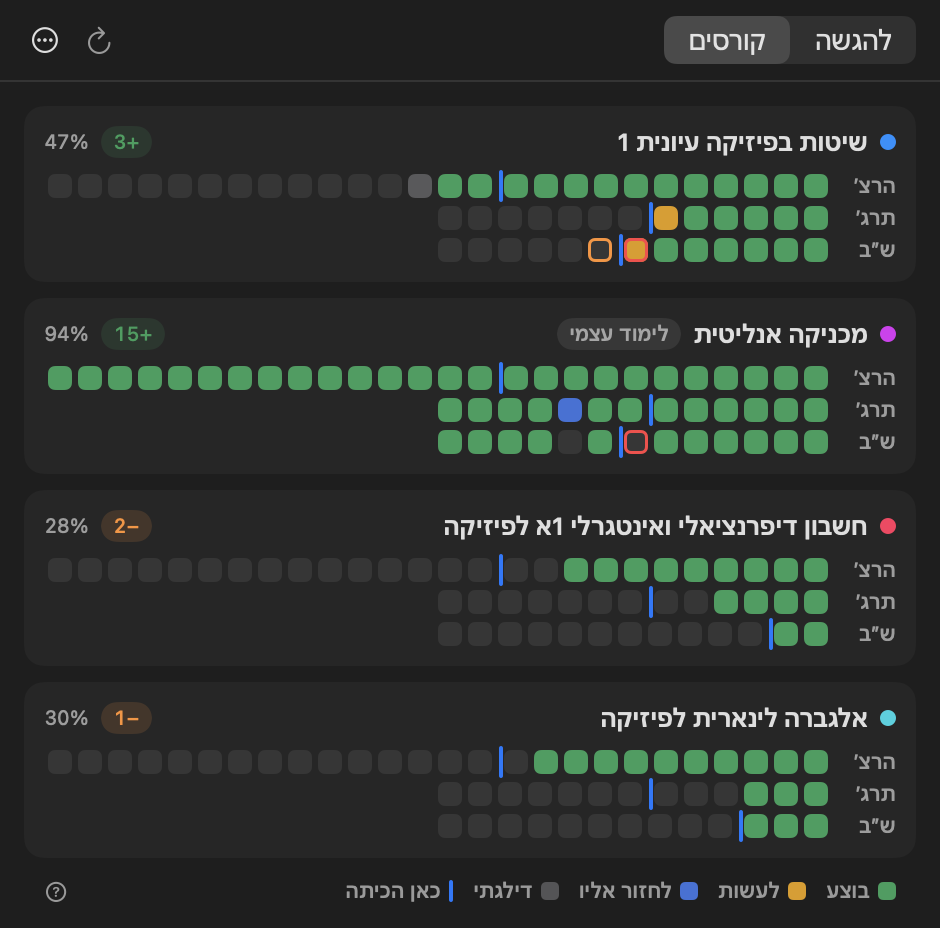 להגשה קורסים
שיטות בפיזיקה עיונית 1 +3 47%
הרצ׳
תרג׳
ש״ב
מכניקה אנליטית לימוד עצמי +15 94%
הרצ׳
תרג׳
ש״ב
חשבון דיפרנציאלי ואינטגרלי 1א לפיזיקה −2 28%
הרצ׳
תרג׳
ש״ב
אלגברה לינארית לפיזיקה −1 30%
הרצ׳
תרג׳
ש״ב
בוצע לעשות לחזור אליו דילגתי כאן הכיתה ?